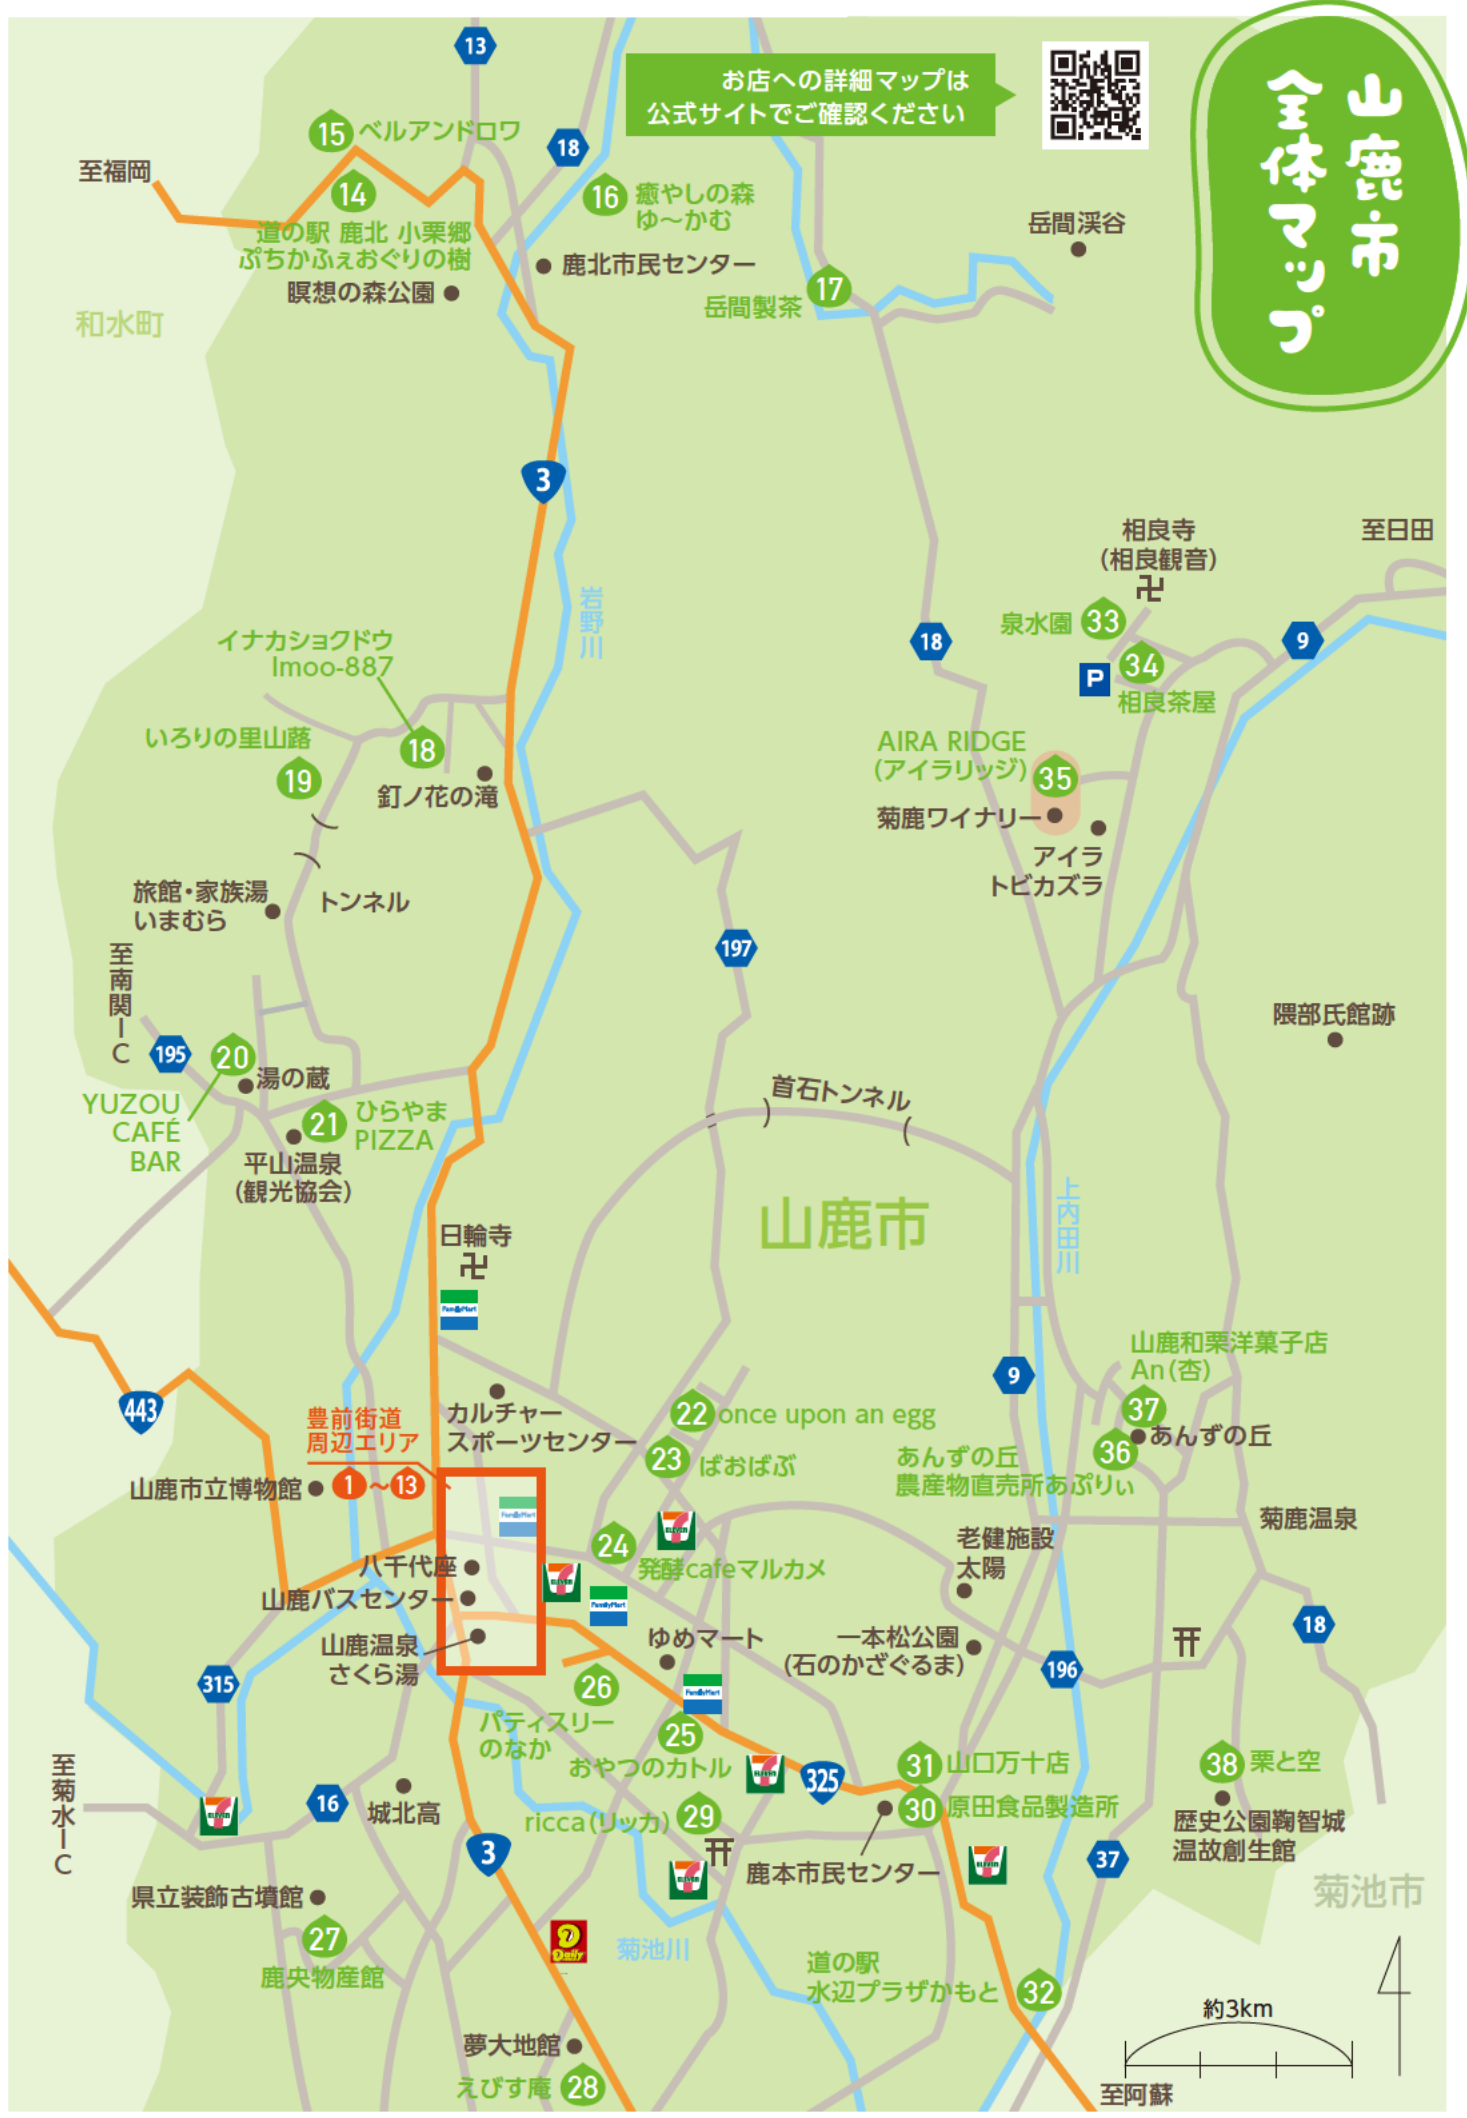 山鹿市
全体マップ
お店への詳細マップは
公式サイトでご確認ください
13
15
ベルアンドロワ
18
至福岡
14
道の駅 鹿北 小栗郷
ぷちかふぇおぐりの樹
瞑想の森公園
16
癒やしの森
ゆ～かむ
鹿北市民センター
岳間渓谷
17
岳間製茶
和水町
3
岩野川
相良寺
(相良観音)
至日田
泉水園
33
18
9
34
P
相良茶屋
イナカショクドウ
Imoo-887
18
いろりの里山蕗
19
釘ノ花の滝
AIRA RIDGE
(アイラリッジ)
35
菊鹿ワイナリー
アイラ
トビカズラ
旅館・家族湯
いまむら
トンネル
至南関IC
197
195
20
湯の蔵
YUZOU
CAFÉ
BAR
21
ひらやま
PIZZA
平山温泉
(観光協会)
隈部氏館跡
首石トンネル
山鹿市
上内田川
日輪寺
FamilyMart
443
豊前街道
周辺エリア
1～13
山鹿市立博物館
カルチャー
スポーツセンター
FamilyMart
22
once upon an egg
23
ばおばぶ
9
山鹿和栗洋菓子店
An(杏)
37
36
あんずの丘
あんずの丘
農産物直売所あぷりぃ
菊鹿温泉
ELEVEN
24
発酵cafeマルカメ
老健施設
太陽
八千代座
山鹿バスセンター
ELEVEN
FamilyMart
山鹿温泉
さくら湯
ゆめマート
一本松公園
(石のかざぐるま)
18
196
315
26
パティスリー
のなか
FamilyMart
25
おやつのカトル
ELEVEN
325
31
山口万十店
30
原田食品製造所
38
栗と空
歴史公園鞠智城
温故創生館
至菊水IC
ELEVEN
16
城北高
3
ricca(リッカ)
29
ELEVEN
鹿本市民センター
ELEVEN
37
菊池市
県立装飾古墳館
27
鹿央物産館
Daily
菊池川
道の駅
水辺プラザかもと
32
夢大地館
えびす庵
28
約3km
至阿蘇